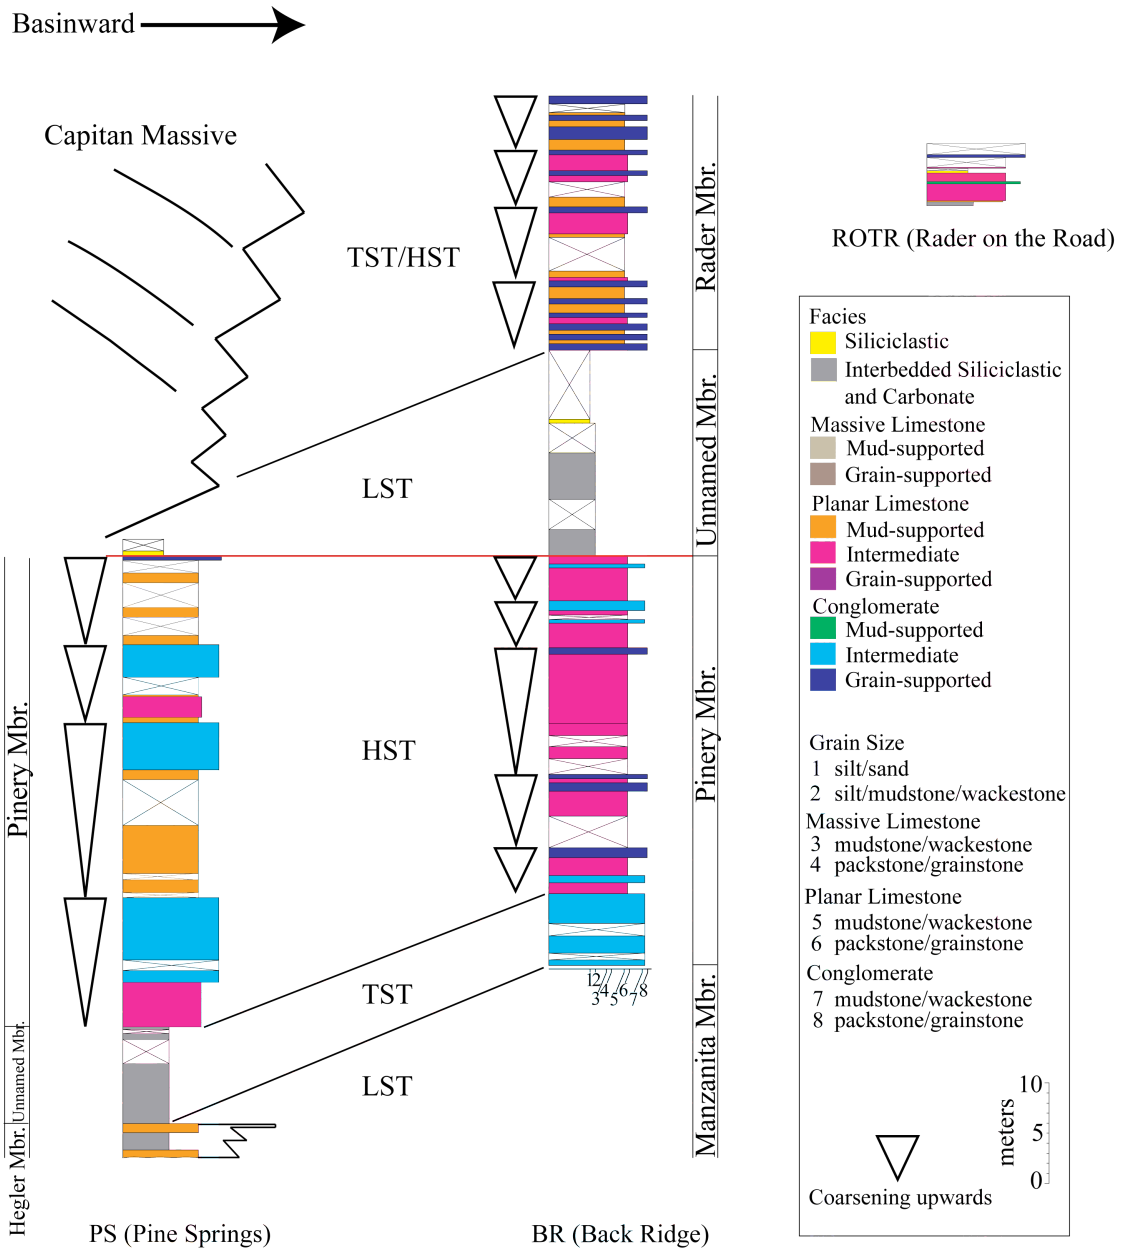 Basinward
Capitan Massive
TST/HST
LST
HST
TST
LST
Rader Mbr.
Unnamed Mbr.
Pinery Mbr.
Manzanita Mbr.
Pinery Mbr.
Unnamed Mbr.
Hegler Mbr.
1 2 3 4 5 6 7 8
PS (Pine Springs)
BR (Back Ridge)
ROTR (Rader on the Road)
Facies
Siliciclastic
Interbedded Siliciclastic
and Carbonate
Massive Limestone
Mud-supported
Grain-supported
Planar Limestone
Mud-supported
Intermediate
Grain-supported
Conglomerate
Mud-supported
Intermediate
Grain-supported
Grain Size
1 silt/sand
2 silt/mudstone/wackestone
Massive Limestone
3 mudstone/wackestone
4 packstone/grainstone
Planar Limestone
5 mudstone/wackestone
6 packstone/grainstone
Conglomerate
7 mudstone/wackestone
8 packstone/grainstone
10
5
0
meters
Coarsening upwards